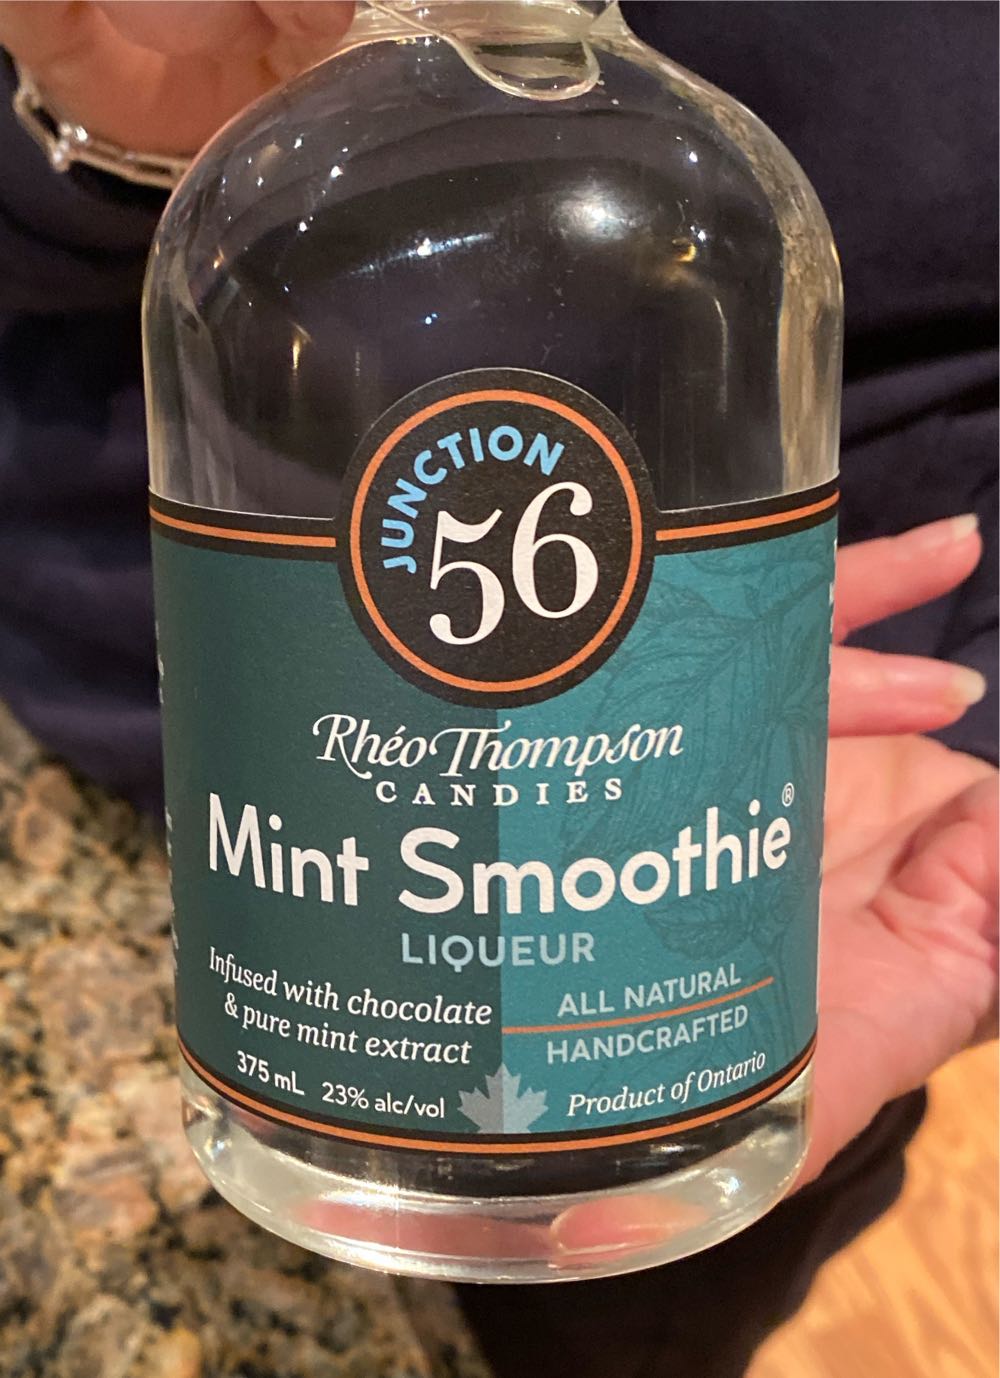 JUNCTION
56
Rhéo Thompson
CANDIES
Mint Smoothie®
LIQUEUR
Infused with chocolate
& pure mint extract
375 mL 23% alc/vol
ALL NATURAL
HANDCRAFTED
Product of Ontario